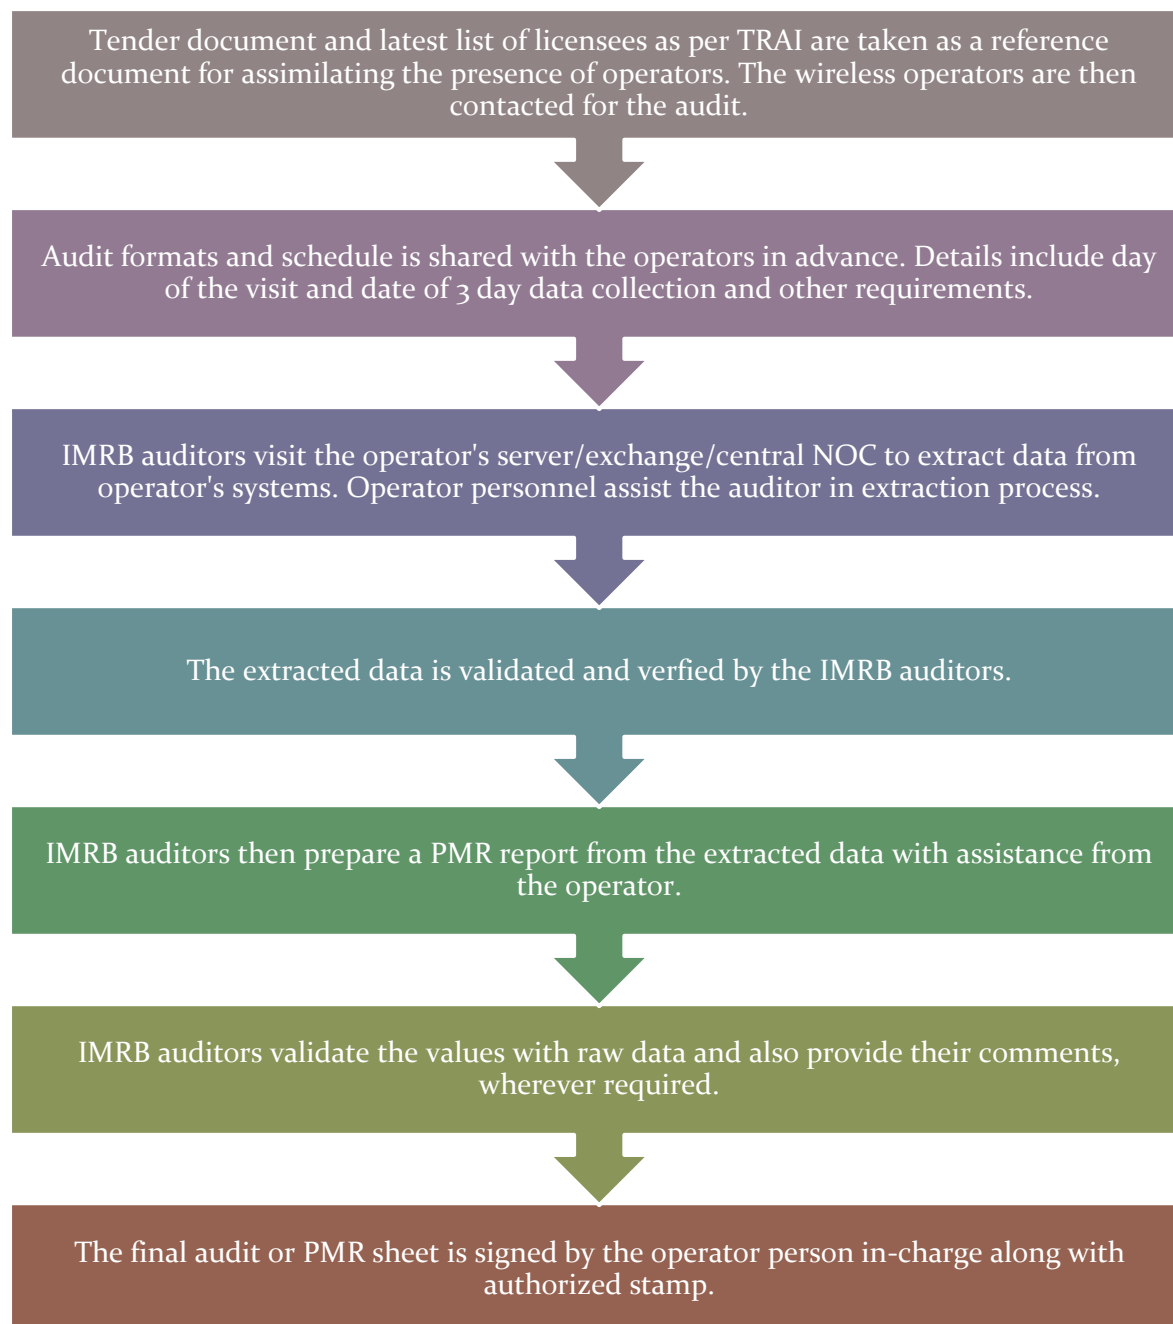 Tender document and latest list of licensees as per TRAI are taken as a reference
document for assimilating the presence of operators. The wireless operators are then
contacted for the audit.
Audit formats and schedule is shared with the operators in advance. Details include day
of the visit and date of 3 day data collection and other requirements.
IMRB auditors visit the operator's server/exchange/central NOC to extract data from
operator's systems. Operator personnel assist the auditor in extraction process.
The extracted data is validated and verfied by the IMRB auditors.
IMRB auditors then prepare a PMR report from the extracted data with assistance from
the operator.
IMRB auditors validate the values with raw data and also provide their comments,
wherever required.
The final audit or PMR sheet is signed by the operator person in-charge along with
authorized stamp.